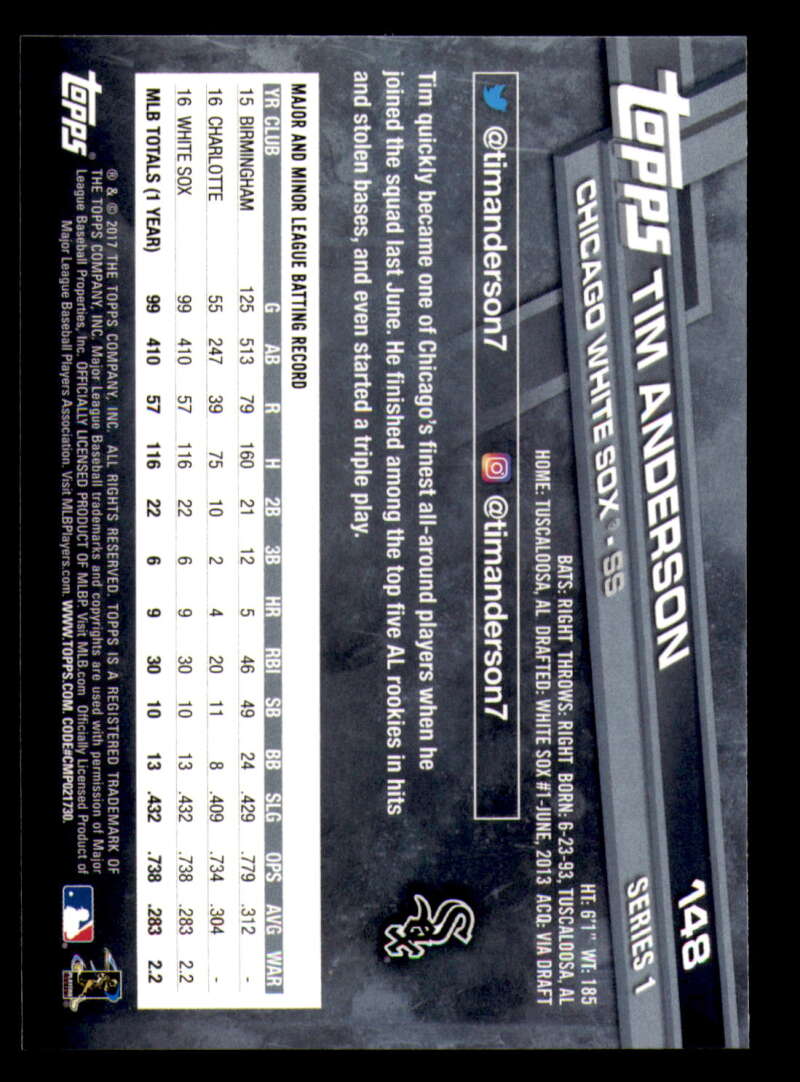 topps TIM ANDERSON 148
CHICAGO WHITE SOX® • SS SERIES 1
HT: 6'1" WT: 185
BATS: RIGHT THROWS: RIGHT BORN: 6-23-93, TUSCALOOSA, AL
HOME: TUSCALOOSA, AL DRAFTED: WHITE SOX #1-JUNE, 2013 ACQ: VIA DRAFT
@timanderson7 @timanderson7
Tim quickly became one of Chicago's finest all-around players when he
joined the squad last June. He finished among the top five AL rookies in hits
and stolen bases, and even started a triple play.
Sox
MAJOR AND MINOR LEAGUE BATTING RECORD
YR CLUB G AB R H 2B 3B HR RBI SB BB SLG OPS AVG WAR
15 BIRMINGHAM 125 513 79 160 21 12 5 46 49 24 .429 .779 .312 -
16 CHARLOTTE 55 247 39 75 10 2 4 20 11 8 .409 .734 .304 -
16 WHITE SOX 99 410 57 116 22 6 9 30 10 13 .432 .738 .283 2.2
MLB TOTALS (1 YEAR) 99 410 57 116 22 6 9 30 10 13 .432 .738 .283 2.2
topps®
® & © 2017 THE TOPPS COMPANY, INC. ALL RIGHTS RESERVED. TOPPS IS A REGISTERED TRADEMARK OF
THE TOPPS COMPANY, INC. Major League Baseball trademarks and copyrights are used with permission of Major
League Baseball Properties, Inc. OFFICIALLY LICENSED PRODUCT OF MLBP. Visit MLB.com Officially Licensed Product of
Major League Baseball Players Association. Visit MLBPlayers.com. WWW.TOPPS.COM. CODE#CMP021730.